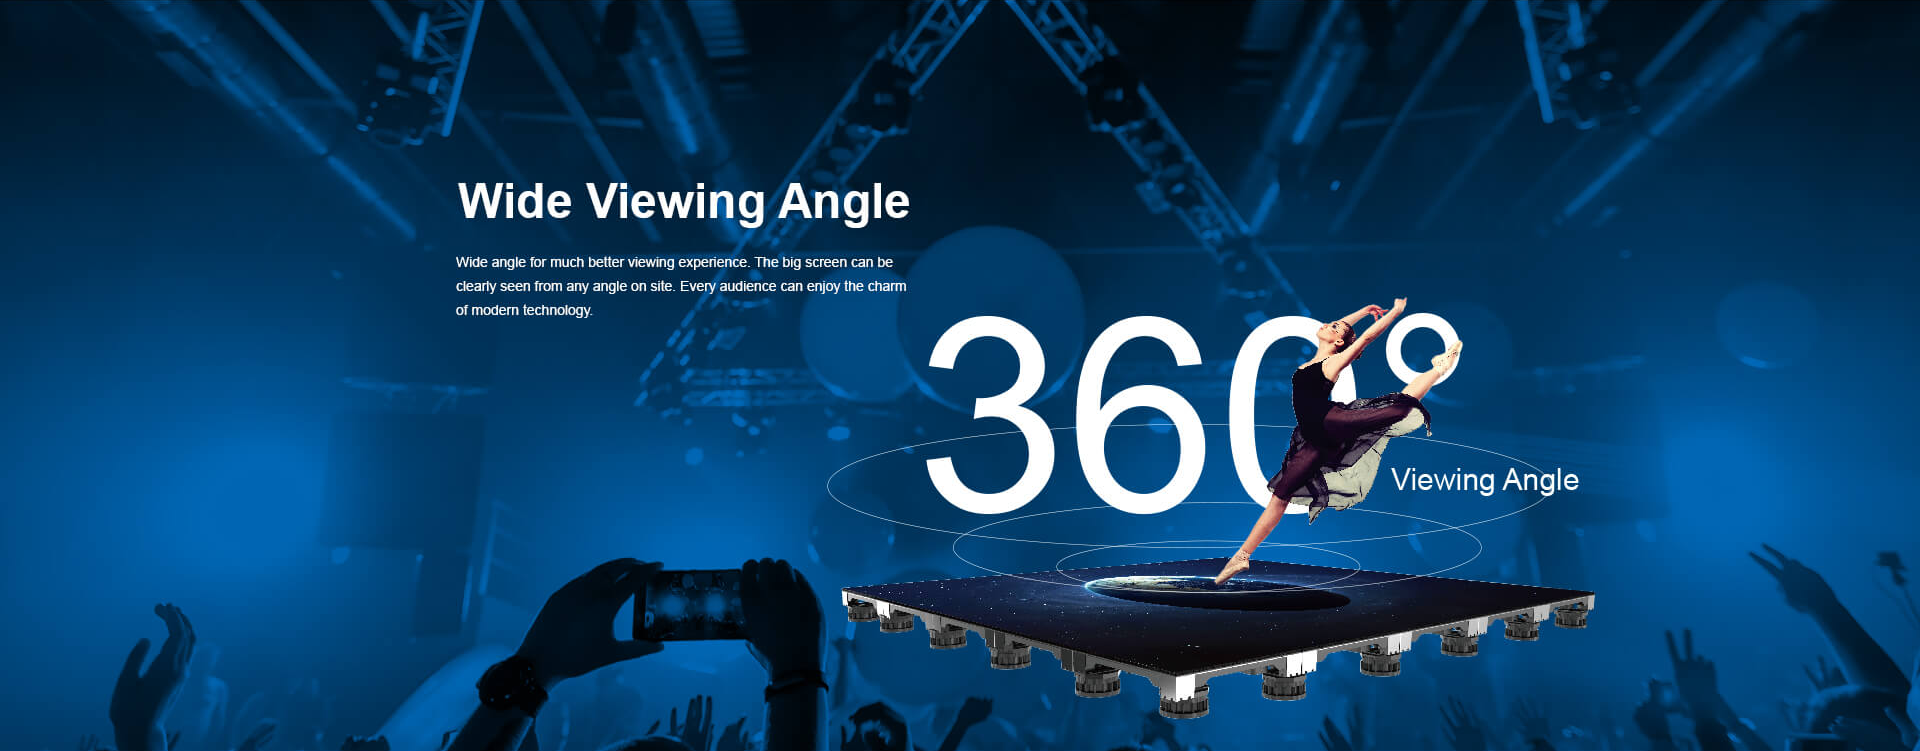 Wide Viewing Angle
Wide angle for much better viewing experience. The big screen can be
clearly seen from any angle on site. Every audience can enjoy the charm
of modern technology.
360°
Viewing Angle